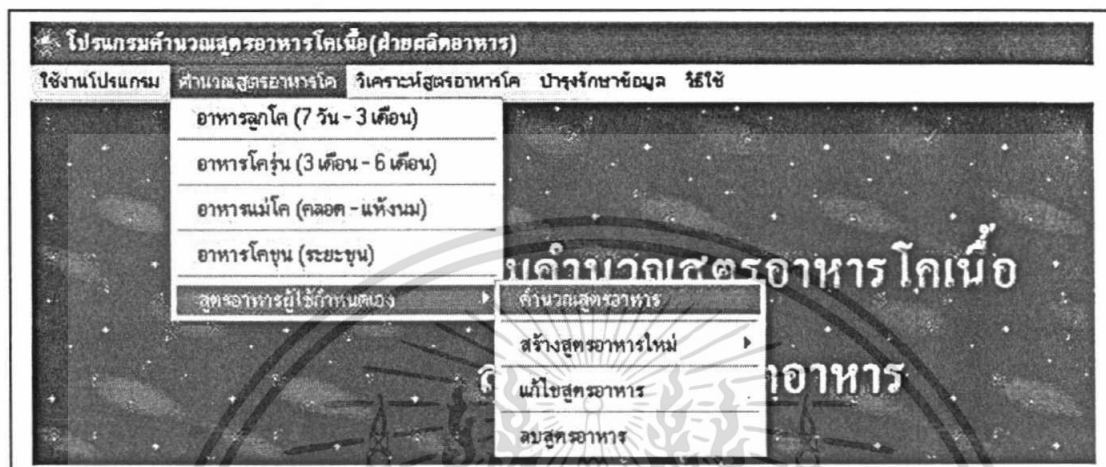 โปรแกรมคำนวณสูตรอาหารโคเนื้อ(ฝ่ายผลิตอาหาร)
ใช้งานโปรแกรม คำนวณสูตรอาหารโค วิเคราะห์สูตรอาหารโค บำรุงรักษาข้อมูล วิธีใช้
อาหารลูกโค (7 วัน - 3 เดือน)
อาหารโครุ่น (3 เดือน - 6 เดือน)
อาหารแม่โค (คลอด - แห้งนม)
อาหารโคขุน (ระยะขุน)
สูตรอาหารผู้ใช้กำหนดเอง
คำนวณสูตรอาหาร
สร้างสูตรอาหารใหม่
แก้ไขสูตรอาหาร
ลบสูตรอาหาร
มคำนวณสูตรอาหารโคเนื้อ
าอาหาร